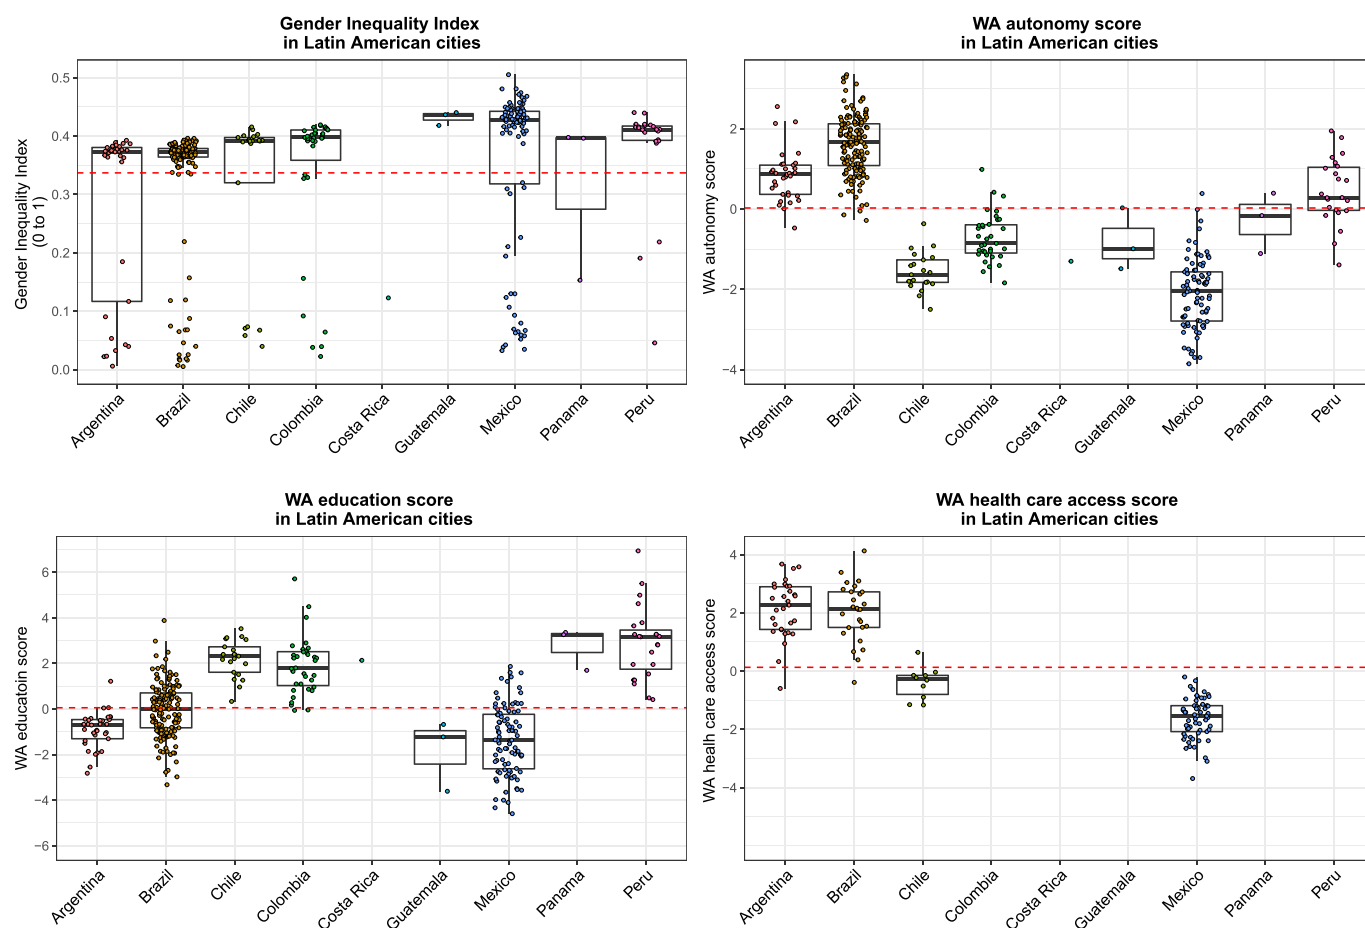 Gender Inequality Index
in Latin American cities
Gender Inequality Index
(0 to 1)
0.5
0.4
0.3
0.2
0.1
0.0
Argentina
Brazil
Chile
Colombia
Costa Rica
Guatemala
Mexico
Panama
Peru
WA autonomy score
in Latin American cities
WA autonomy score
2
0
−2
−4
Argentina
Brazil
Chile
Colombia
Costa Rica
Guatemala
Mexico
Panama
Peru
WA education score
in Latin American cities
WA educatoin score
6
4
2
0
−2
−4
−6
Argentina
Brazil
Chile
Colombia
Costa Rica
Guatemala
Mexico
Panama
Peru
WA health care access score
in Latin American cities
WA healh care access score
4
2
0
−2
−4
Argentina
Brazil
Chile
Colombia
Costa Rica
Guatemala
Mexico
Panama
Peru